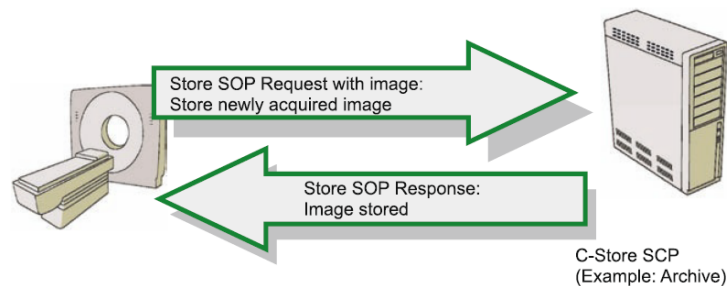 Store SOP Request with image:
Store newly acquired image
Store SOP Response:
Image stored
C-Store SCP
(Example: Archive)